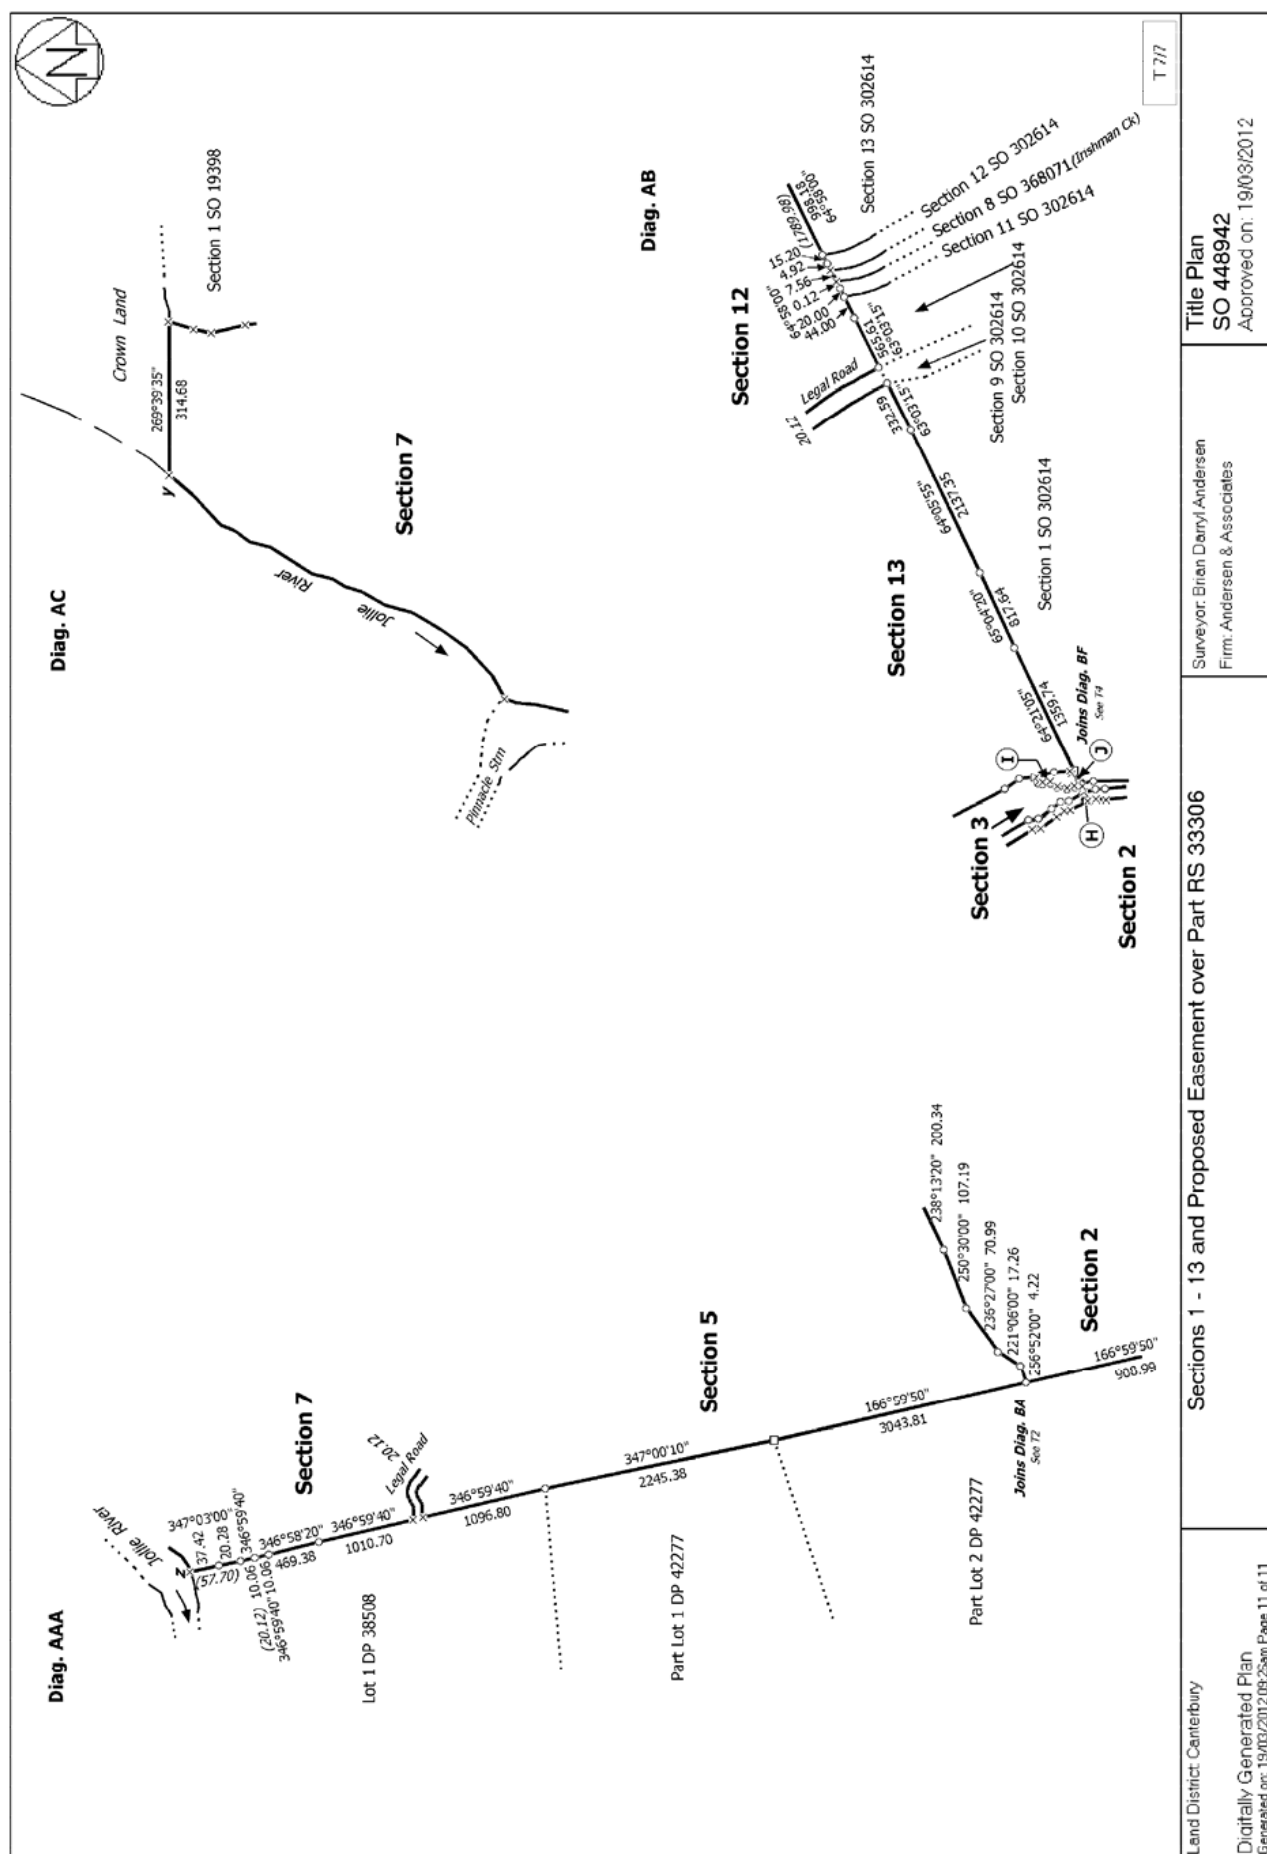 N
Diag. AAA
Jollie River
347°03'00"
Z
37.42
(57.70)
20.28
346°59'40"
10.06
(20.12)
10.06
346°59'40"
346°58'20"
469.38
Section 7
346°59'40"
1010.70
20.12
Legal Road
Lot 1 DP 38508
346°59'40"
1096.80
347°00'10"
2245.38
Section 5
Part Lot 1 DP 42277
166°59'50"
3043.81
Part Lot 2 DP 42277
Joins Diag. BA
See T2
238°13'20" 200.34
250°30'00" 107.19
236°27'00" 70.99
221°06'00" 17.26
256°52'00" 4.22
166°59'50"
900.99
Section 2
Diag. AC
Crown Land
269°39'35"
314.68
Section 1 SO 19398
y
River
Jollie
Section 7
Pinnacle Stm
Diag. AB
Section 12
(1789.98)
998.18
64°58'00"
Section 13 SO 302614
15.20
4.92
7.56
64°58'00"
0.12
20.00
44.00
Section 12 SO 302614
Section 8 SO 368071 (Irishman Ck)
Section 11 SO 302614
Legal Road
20.12
565.61
63°03'15"
Section 10 SO 302614
Section 9 SO 302614
332.59
63°03'15"
64°05'55"
2137.35
Section 1 SO 302614
Section 13
65°04'20"
817.64
64°21'05"
1359.74
Joins Diag. BF
See T4
I
J
H
Section 3
Section 2
T 7/7
Land District: Canterbury
Digitally Generated Plan
Generated on: 19/03/2012 09:25am Page 11 of 11
Sections 1 - 13 and Proposed Easement over Part RS 33306
Surveyor: Brian Darryl Andersen
Firm: Andersen & Associates
Title Plan
SO 448942
Approved on: 19/03/2012